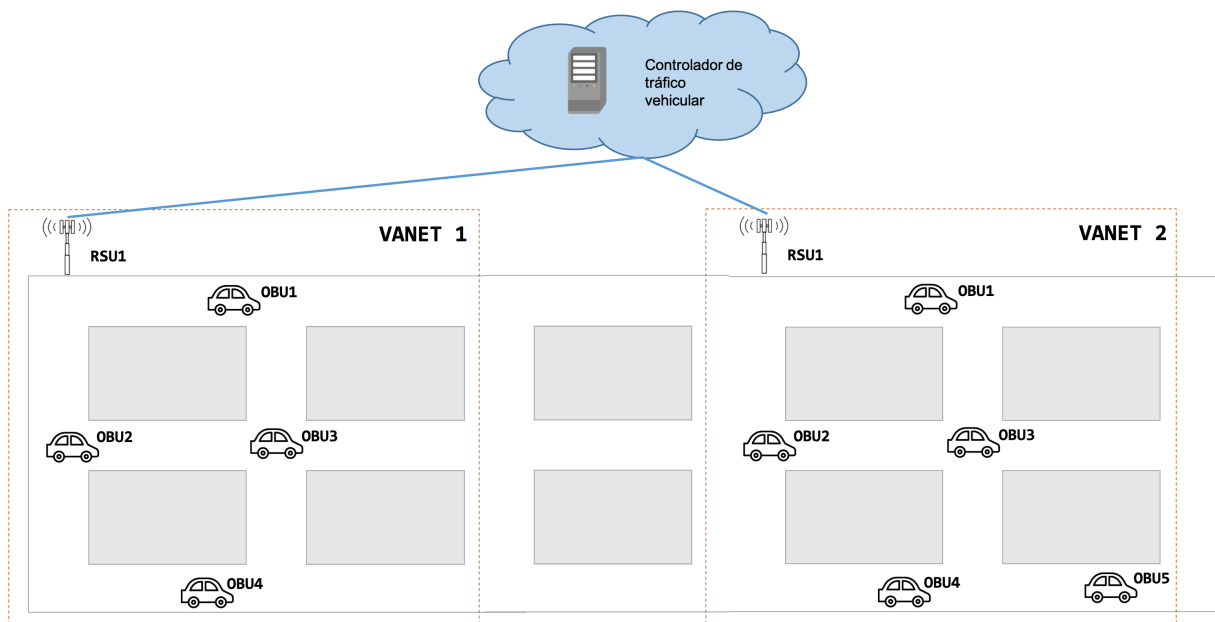 Controlador de
tráfico
vehicular
VANET 1
RSU1
OBU1
OBU2
OBU3
OBU4
VANET 2
RSU1
OBU1
OBU2
OBU3
OBU4
OBU5